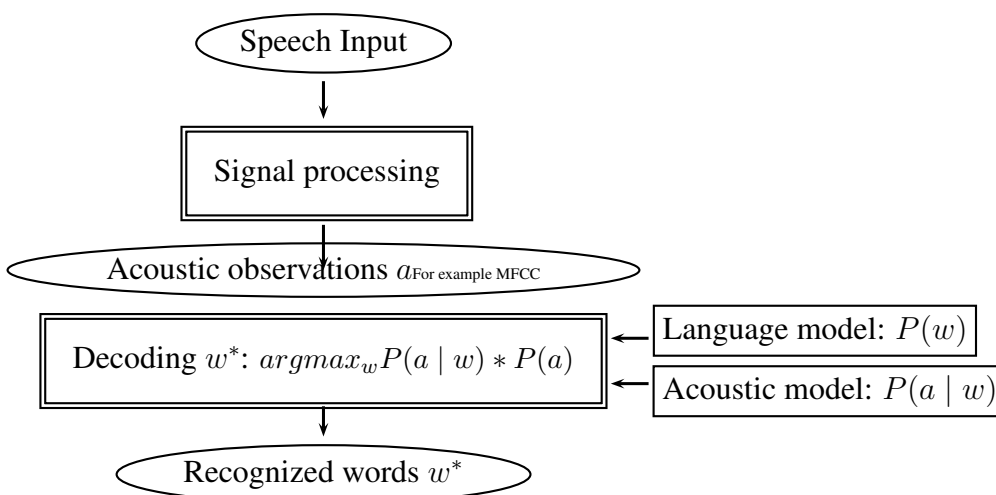 Speech Input
Signal processing
Acoustic observations a For example MFCC
Decoding w*: argmax_w P(a | w) * P(a)
Language model: P(w)
Acoustic model: P(a | w)
Recognized words w*